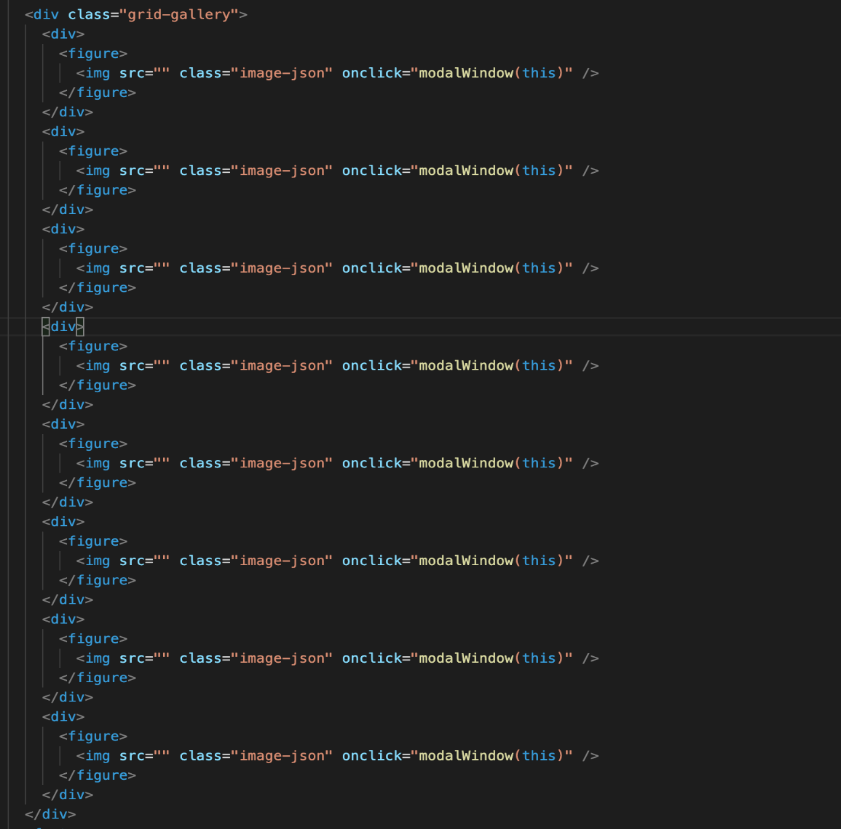 <div class="grid-gallery">
<div>
<figure>
<img src="" class="image-json" onclick="modalWindow(this)" />
</figure>
</div>
<div>
<figure>
<img src="" class="image-json" onclick="modalWindow(this)" />
</figure>
</div>
<div>
<figure>
<img src="" class="image-json" onclick="modalWindow(this)" />
</figure>
</div>
<div>
<figure>
<img src="" class="image-json" onclick="modalWindow(this)" />
</figure>
</div>
<div>
<figure>
<img src="" class="image-json" onclick="modalWindow(this)" />
</figure>
</div>
<div>
<figure>
<img src="" class="image-json" onclick="modalWindow(this)" />
</figure>
</div>
<div>
<figure>
<img src="" class="image-json" onclick="modalWindow(this)" />
</figure>
</div>
<div>
<figure>
<img src="" class="image-json" onclick="modalWindow(this)" />
</figure>
</div>
</div>